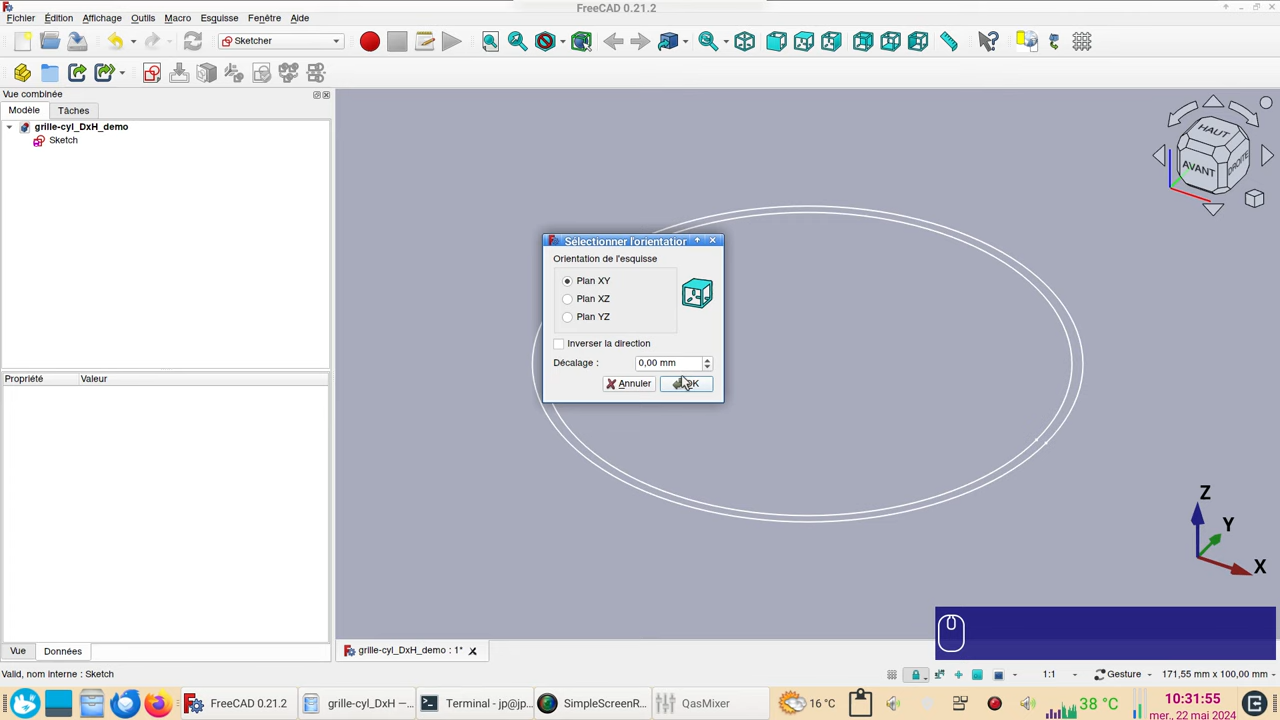 FreeCAD 0.21.2
Fichier Édition Affichage Outils Macro Esquisse Fenêtre Aide
Sketcher
Vue combinée
Modèle Tâches
grille-cyl_DxH_demo
Sketch
HAUT
AVANT
DROITE
Sélectionner l'orientation
Orientation de l'esquisse
Plan XY
Plan XZ
Plan YZ
Inverser la direction
Décalage : 0,00 mm
Annuler OK
Propriété Valeur
Z
Y
X
Vue Données
grille-cyl_DxH_demo : 1*
Valid, nom interne : Sketch
1:1 Gesture 171,55 mm x 100,00 mm
FreeCAD 0.21.2 grille-cyl_DxH —... Terminal - jp@jp... SimpleScreenR... QasMixer 16 °C 38 °C
10:31:55
mer., 22 mai 2024